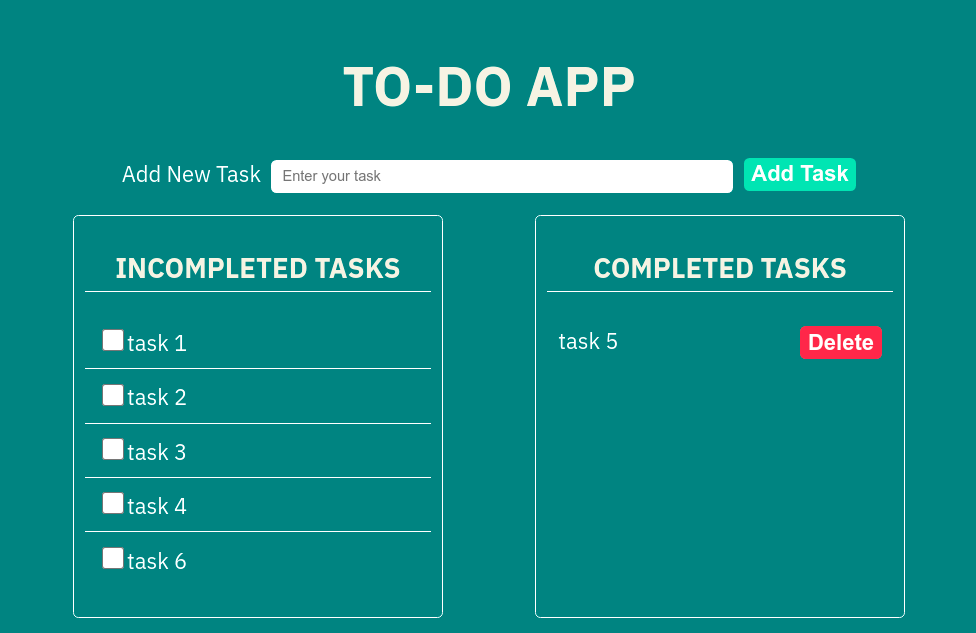 TO-DO APP
Add New Task Enter your task Add Task
INCOMPLETED TASKS
task 1
task 2
task 3
task 4
task 6
COMPLETED TASKS
task 5 Delete